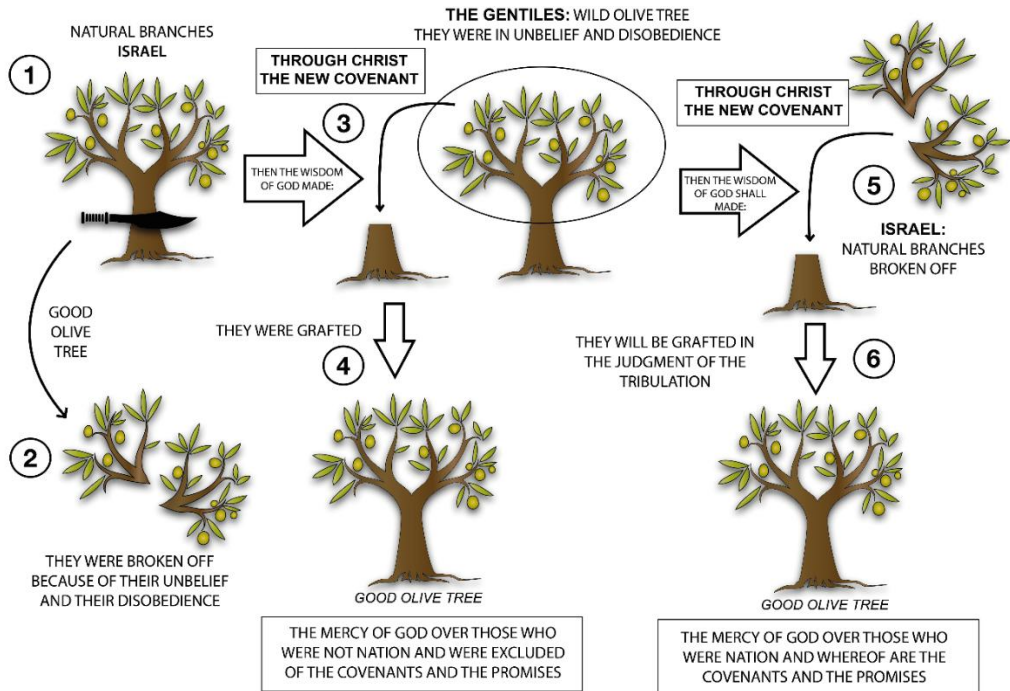 NATURAL BRANCHES
ISRAEL
1
GOOD
OLIVE
TREE
2
THEY WERE BROKEN OFF
BECAUSE OF THEIR UNBELIEF
AND THEIR DISOBEDIENCE
THE GENTILES: WILD OLIVE TREE
THEY WERE IN UNBELIEF AND DISOBEDIENCE
THROUGH CHRIST
THE NEW COVENANT
3
THEN THE WISDOM
OF GOD MADE:
THEY WERE GRAFTED
4
GOOD OLIVE TREE
THE MERCY OF GOD OVER THOSE WHO
WERE NOT NATION AND WERE EXCLUDED
OF THE COVENANTS AND THE PROMISES
THROUGH CHRIST
THE NEW COVENANT
THEN THE WISDOM
OF GOD SHALL
MADE:
5
ISRAEL:
NATURAL BRANCHES
BROKEN OFF
THEY WILL BE GRAFTED IN
THE JUDGMENT OF THE
TRIBULATION
6
GOOD OLIVE TREE
THE MERCY OF GOD OVER THOSE WHO
WERE NATION AND WHEREOF ARE THE
COVENANTS AND THE PROMISES